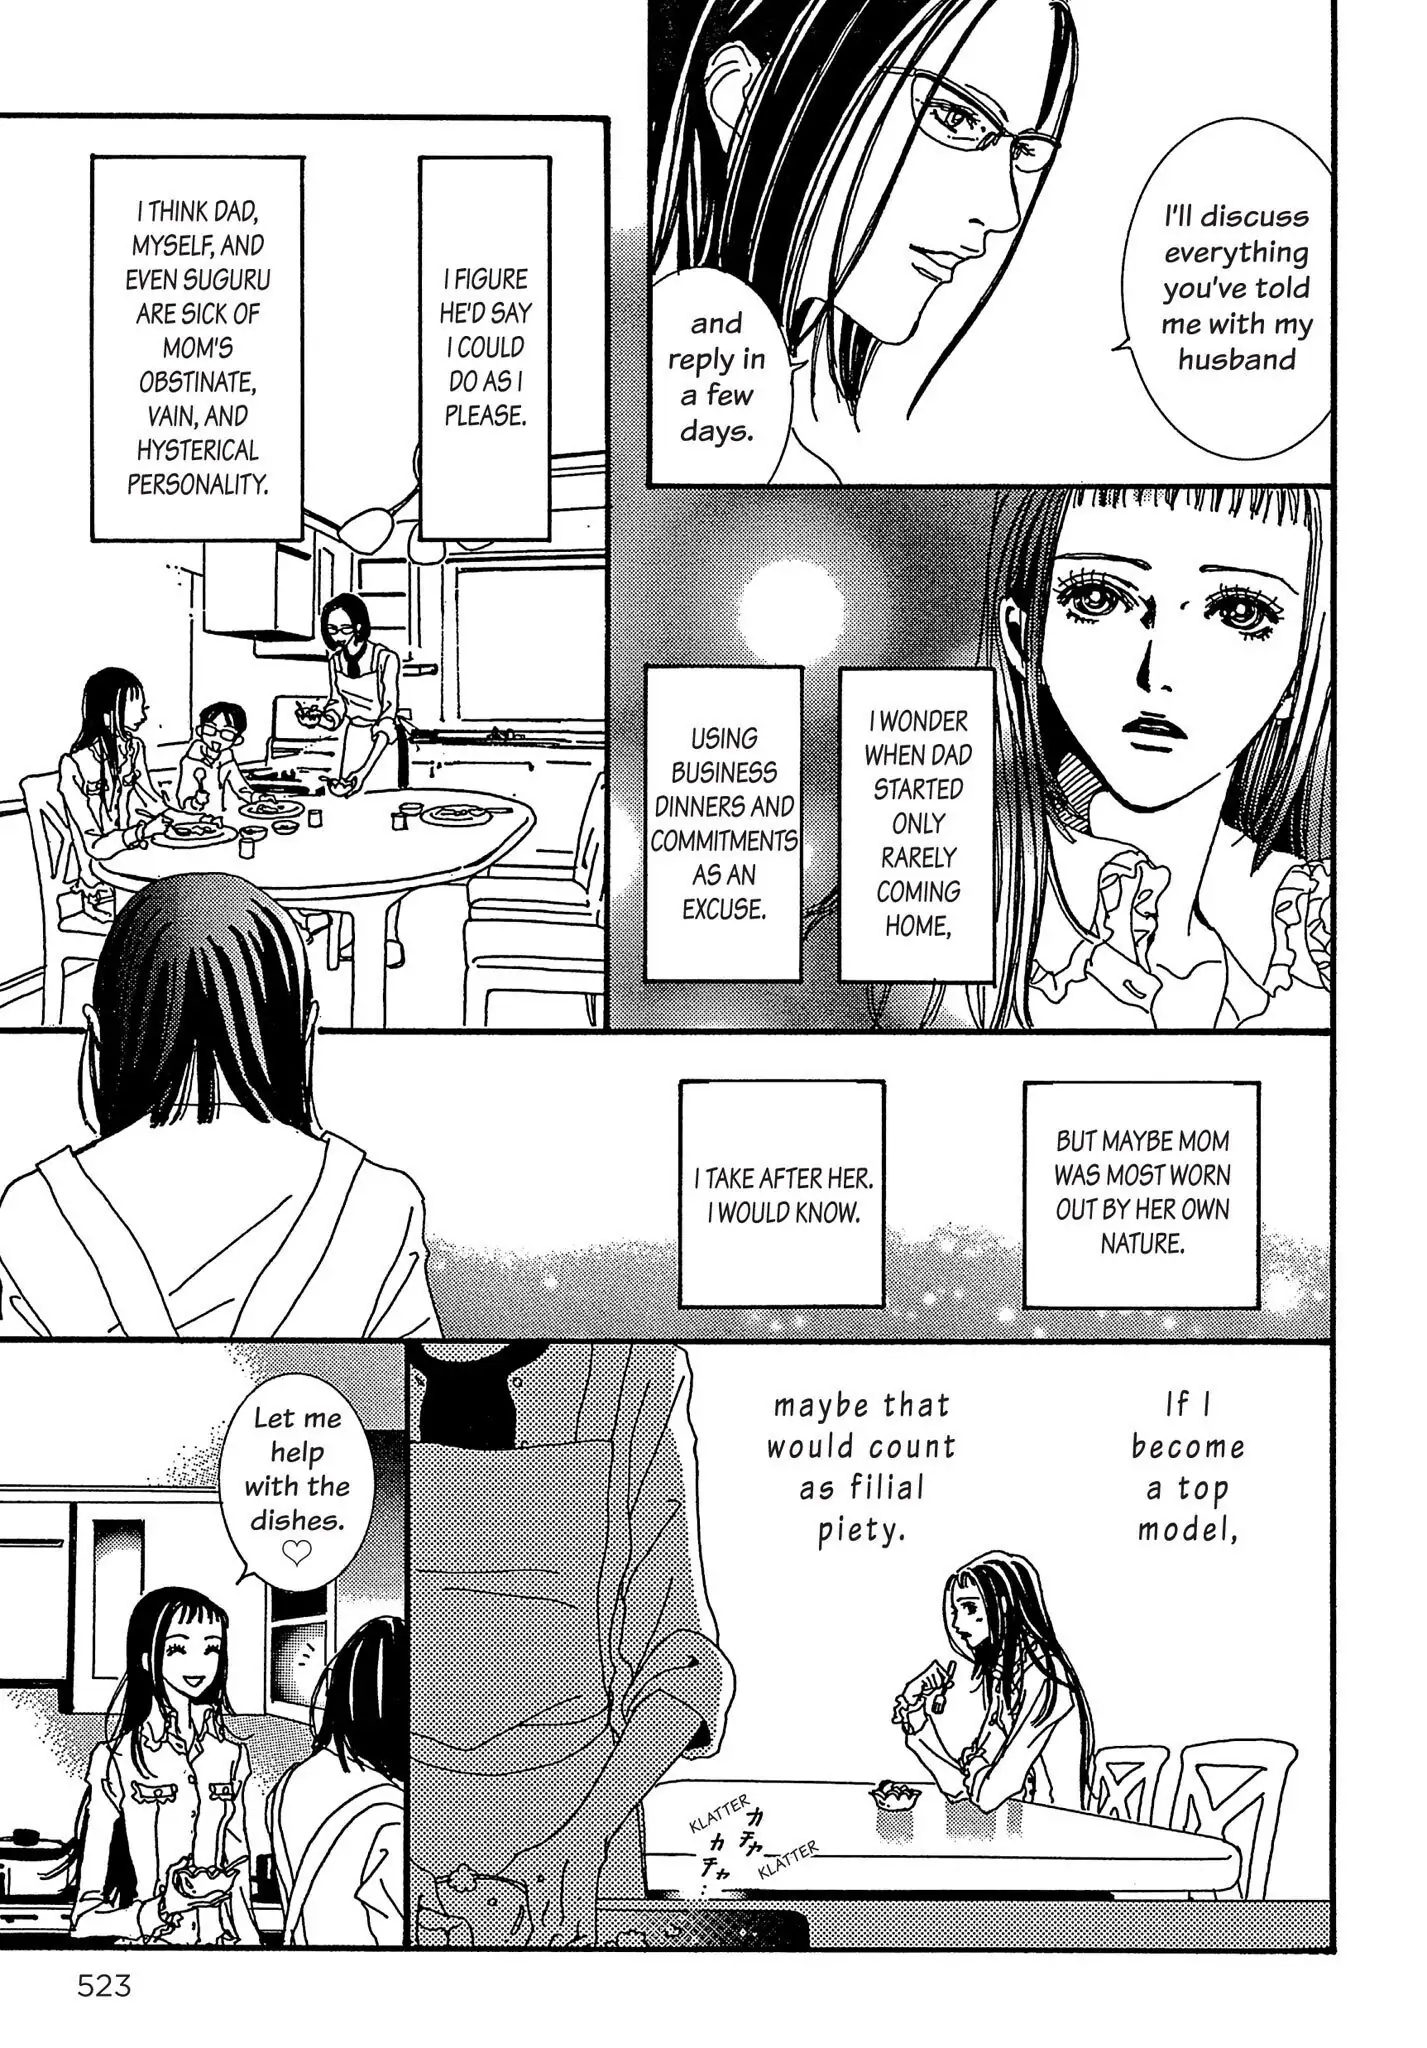 I'll discuss
everything
you've told
me with my
husband
and
reply in
a few
days.
I WONDER
WHEN DAD
STARTED
ONLY
RARELY
COMING
HOME,
USING
BUSINESS
DINNERS AND
COMMITMENTS
AS AN
EXCUSE.
I FIGURE
HE'D SAY
I COULD
DO AS I
PLEASE.
I THINK DAD,
MYSELF, AND
EVEN SUGURU
ARE SICK OF
MOM'S
OBSTINATE,
VAIN, AND
HYSTERICAL
PERSONALITY.
BUT MAYBE MOM
WAS MOST WORN
OUT BY HER OWN
NATURE.
I TAKE AFTER HER.
I WOULD KNOW.
If I
become
a top
model,
maybe that
would count
as filial
piety.
KLATTER
カチャ
カチャ
KLATTER
Let me
help
with the
dishes.
♡
523